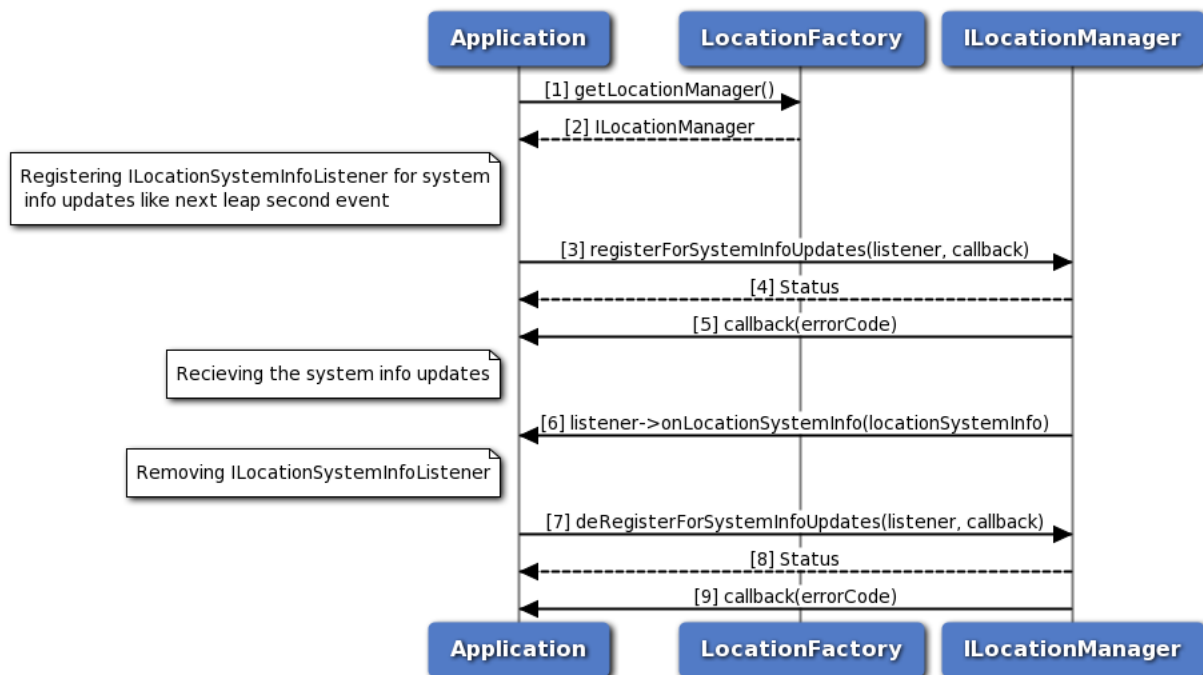 Application
LocationFactory
ILocationManager
[1] getLocationManager()
[2] ILocationManager
Registering ILocationSystemInfoListener for system
info updates like next leap second event
[3] registerForSystemInfoUpdates(listener, callback)
[4] Status
[5] callback(errorCode)
Recieving the system info updates
[6] listener->onLocationSystemInfo(locationSystemInfo)
Removing ILocationSystemInfoListener
[7] deRegisterForSystemInfoUpdates(listener, callback)
[8] Status
[9] callback(errorCode)
Application
LocationFactory
ILocationManager